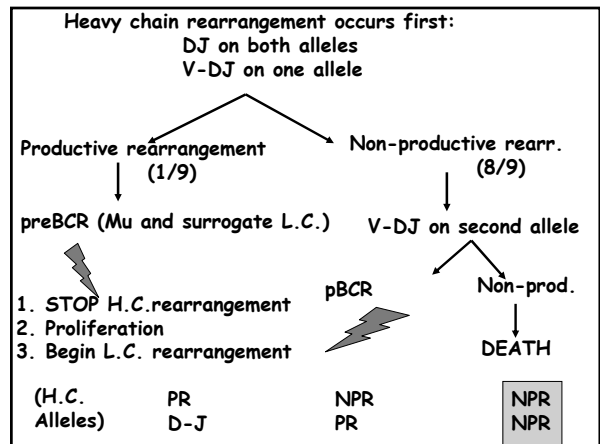 Heavy chain rearrangement occurs first:
DJ on both alleles
V-DJ on one allele
Productive rearrangement
(1/9)
Non-productive rearr.
(8/9)
preBCR (Mu and surrogate L.C.)
V-DJ on second allele
1. STOP H.C.rearrangement
2. Proliferation
3. Begin L.C. rearrangement
pBCR
Non-prod.
DEATH
(H.C. PR NPR NPR
Alleles) D-J PR NPR